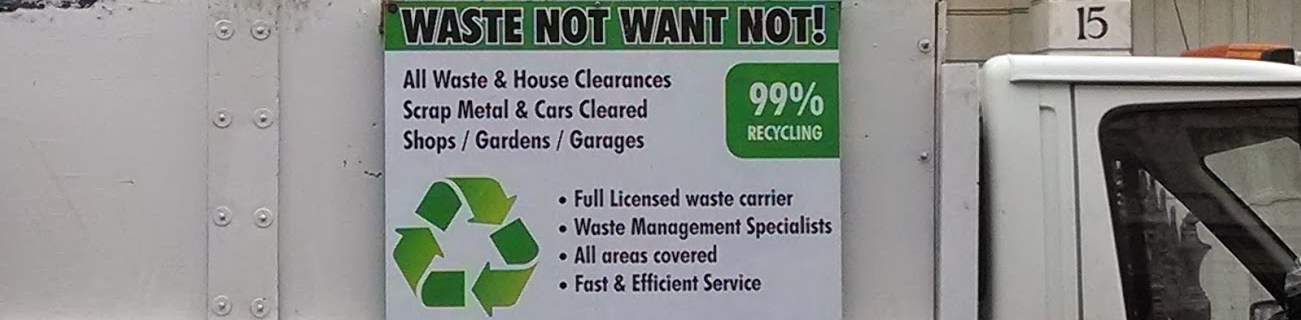 WASTE NOT WANT NOT!
All Waste & House Clearances
Scrap Metal & Cars Cleared
Shops / Gardens / Garages
99%
RECYCLING
• Full Licensed waste carrier
• Waste Management Specialists
• All areas covered
• Fast & Efficient Service
15